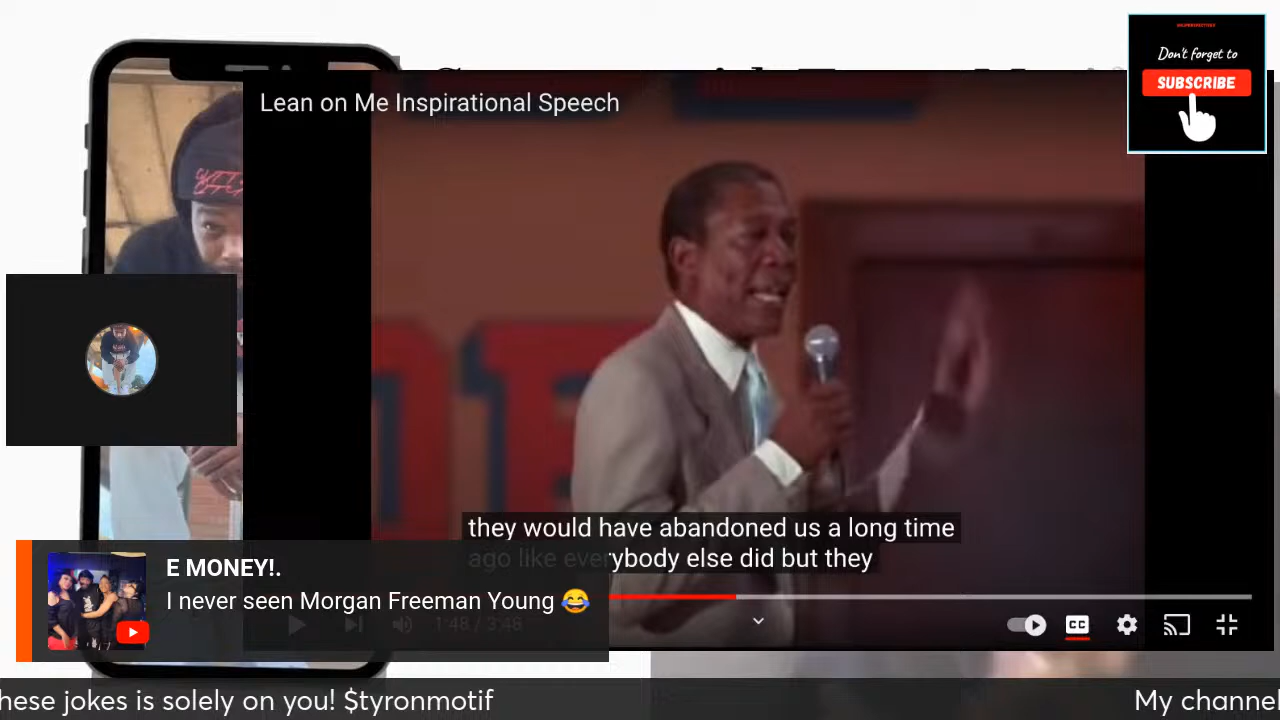 Don't forget to
SUBSCRIBE
Lean on Me Inspirational Speech
they would have abandoned us a long time
ago like everybody else did but they
E MONEY!.
I never seen Morgan Freeman Young 😂
1:48 / 3:48
CC
hese jokes is solely on you! $tyronmotif
My channel